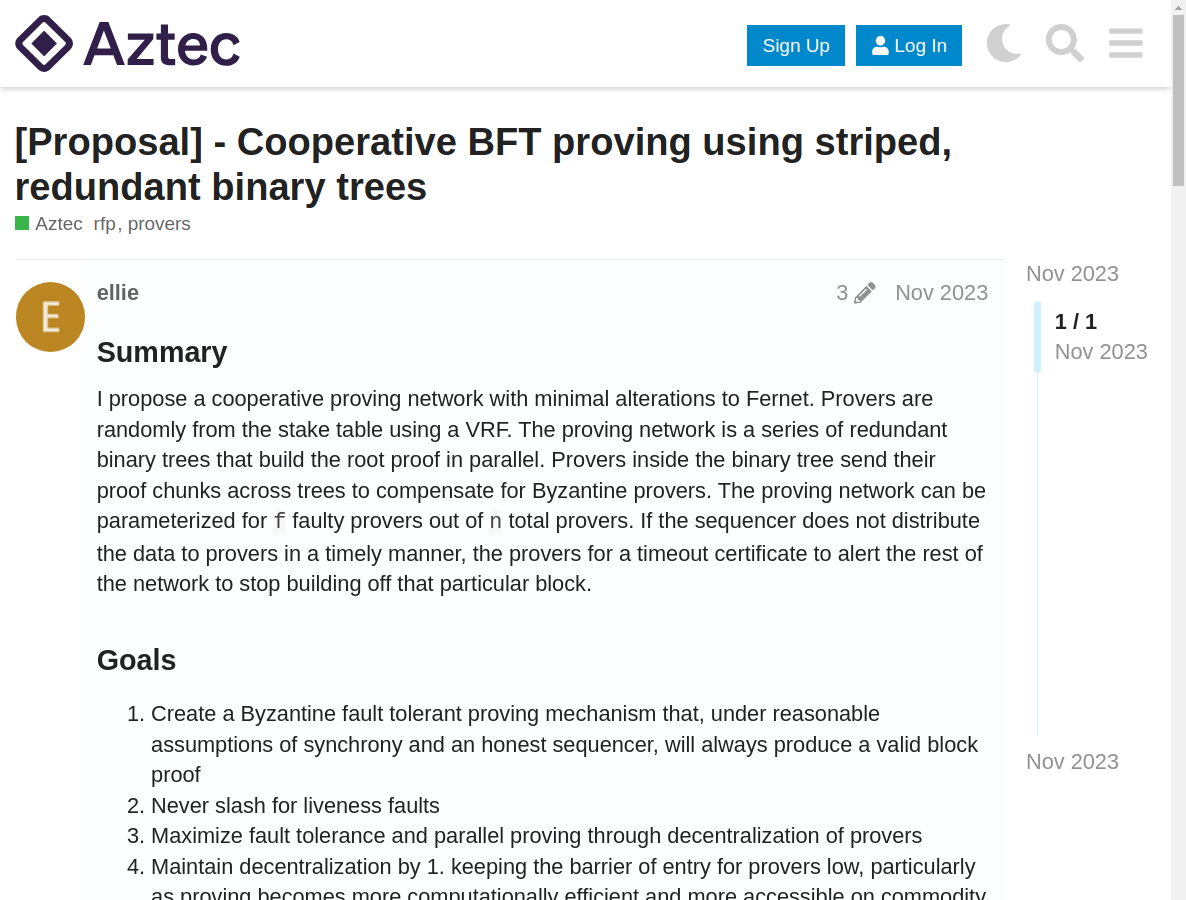 Aztec
Sign Up
Log In
[Proposal] - Cooperative BFT proving using striped,
redundant binary trees
Aztec rfp, provers
E
ellie
3
Nov 2023
Summary
I propose a cooperative proving network with minimal alterations to Fernet. Provers are
randomly from the stake table using a VRF. The proving network is a series of redundant
binary trees that build the root proof in parallel. Provers inside the binary tree send their
proof chunks across trees to compensate for Byzantine provers. The proving network can be
parameterized for f faulty provers out of n total provers. If the sequencer does not distribute
the data to provers in a timely manner, the provers for a timeout certificate to alert the rest of
the network to stop building off that particular block.
Goals
1. Create a Byzantine fault tolerant proving mechanism that, under reasonable
assumptions of synchrony and an honest sequencer, will always produce a valid block
proof
2. Never slash for liveness faults
3. Maximize fault tolerance and parallel proving through decentralization of provers
4. Maintain decentralization by 1. keeping the barrier of entry for provers low, particularly
as proving becomes more computationally efficient and more accessible on commodity
Nov 2023
1 / 1
Nov 2023
Nov 2023